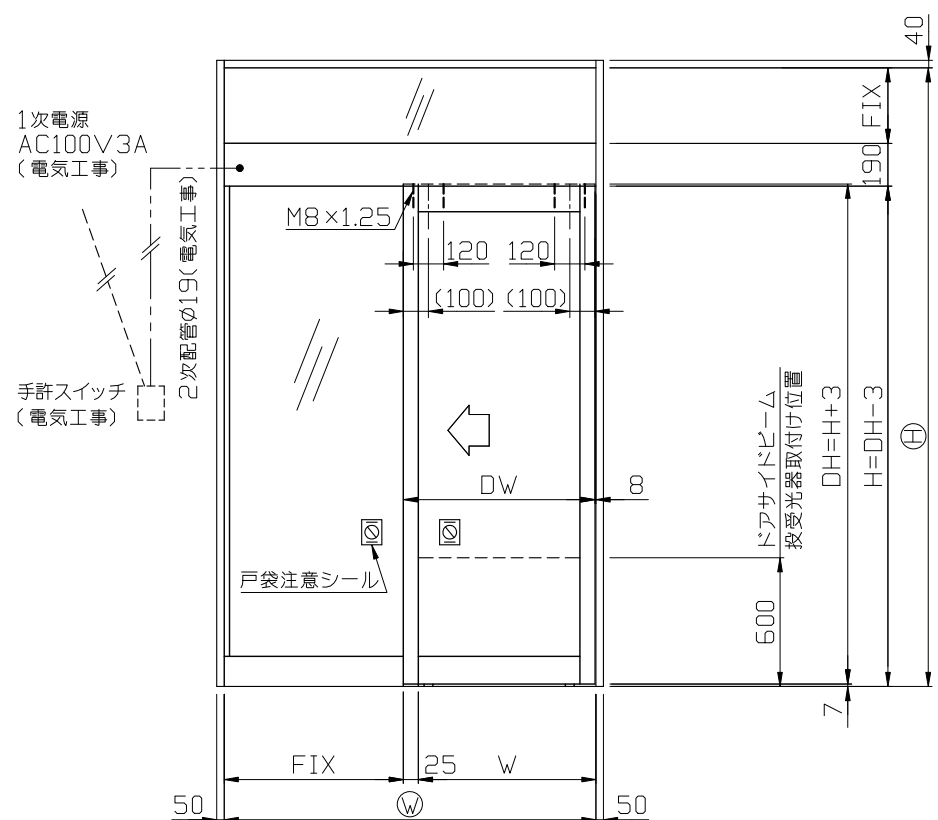 40
1次電源
AC100V3A
(電気工事)
FIX
190
2次配管φ19(電気工事)
M8×1.25
120
120
(100)
(100)
手許スイッチ
(電気工事)
ドアサイドビーム
投受光器取付け位置
DH=H+3
H=DH-3
H
DW
8
戸袋注意シール
600
7
FIX
25
W
50
W
50